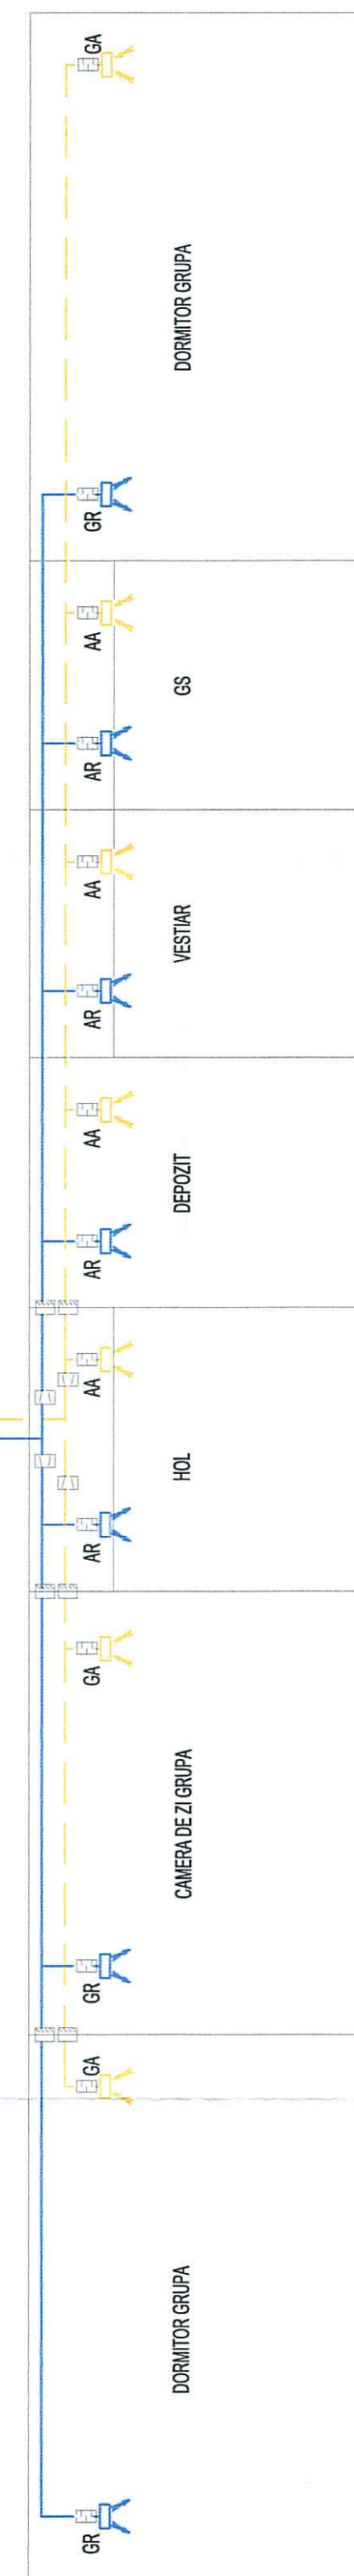 GR
DORMITOR GRUPA
GA
GR
CAMERA DE ZI GRUPA
GA
AR
HOL
AA
AR
DEPOZIT
AA
AR
VESTIAR
AA
AR
GS
AA
GR
DORMITOR GRUPA
GA